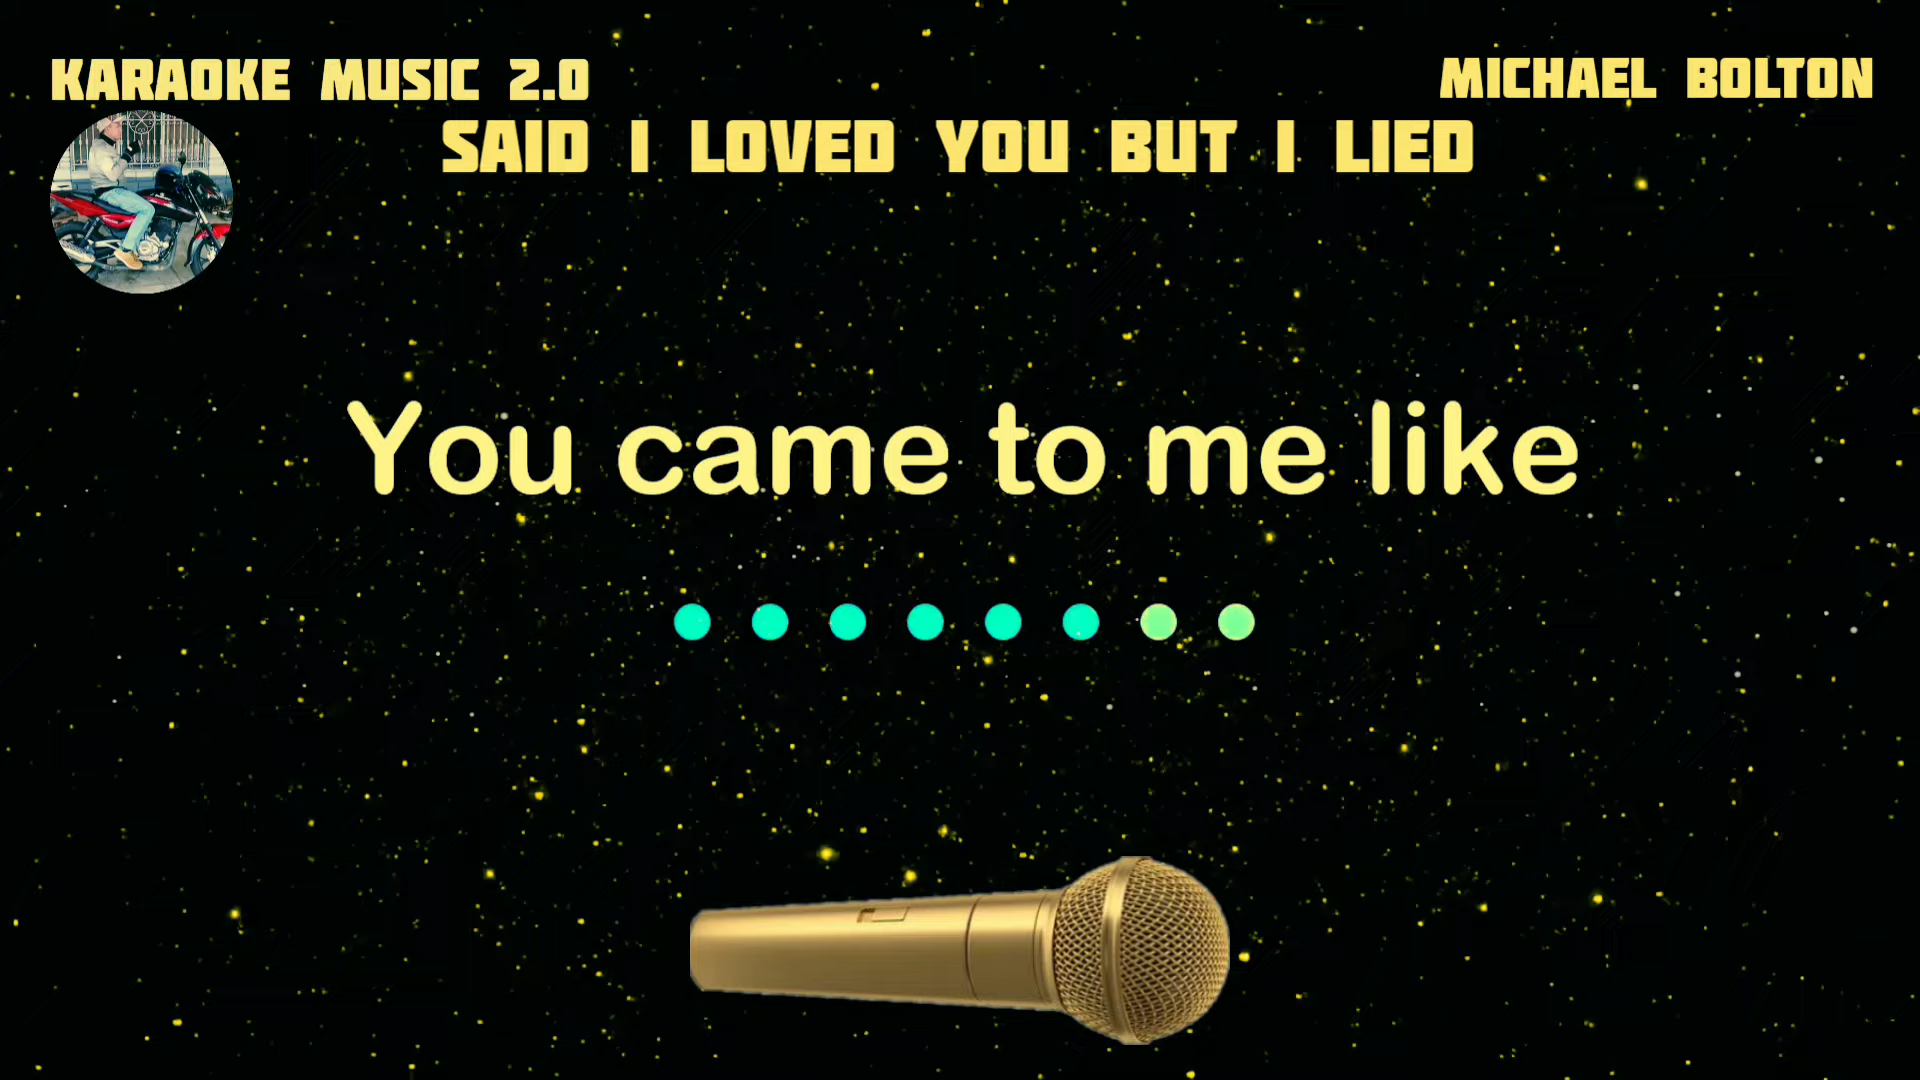 KARAOKE MUSIC 2.0
MICHAEL BOLTON
SAID I LOVED YOU BUT I LIED
You came to me like